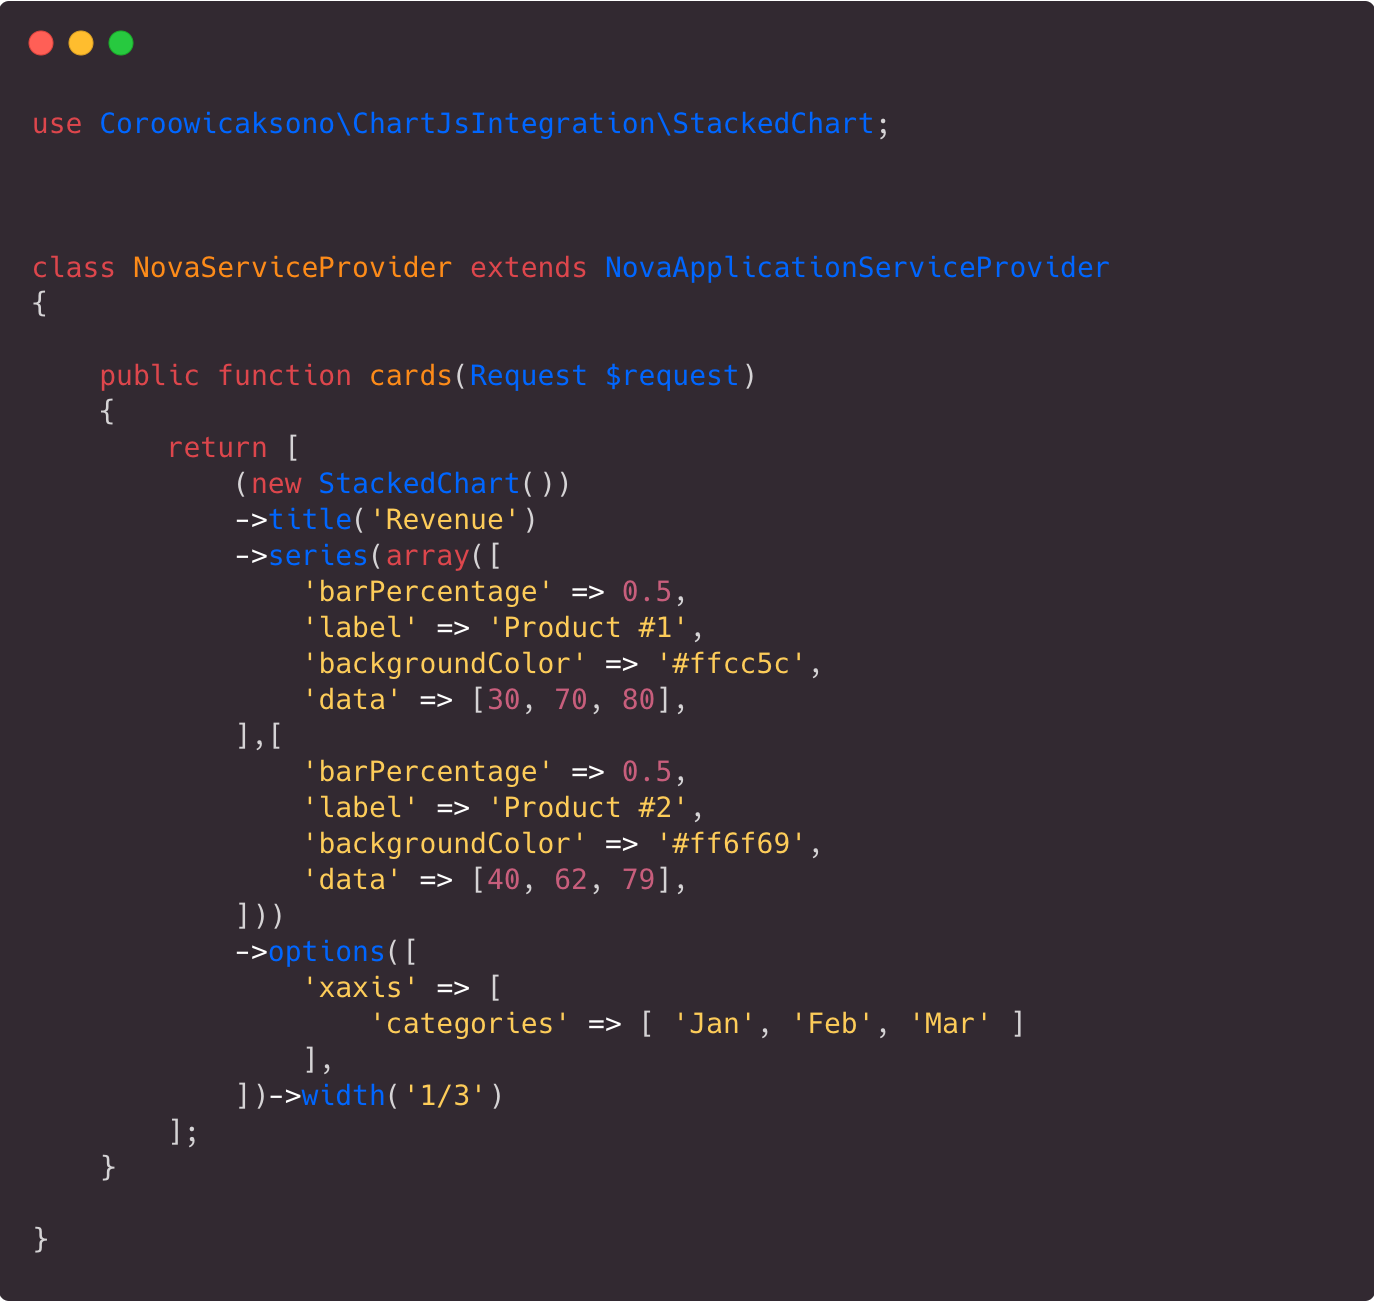 use Coroowicaksono\ChartJsIntegration\StackedChart;
class NovaServiceProvider extends NovaApplicationServiceProvider
{
    public function cards(Request $request)
    {
        return [
            (new StackedChart())
            ->title('Revenue')
            ->series(array([
                'barPercentage' => 0.5,
                'label' => 'Product #1',
                'backgroundColor' => '#ffcc5c',
                'data' => [30, 70, 80],
            ],[
                'barPercentage' => 0.5,
                'label' => 'Product #2',
                'backgroundColor' => '#ff6f69',
                'data' => [40, 62, 79],
            ]))
            ->options([
                'xaxis' => [
                    'categories' => [ 'Jan', 'Feb', 'Mar' ]
                ],
            ])->width('1/3')
        ];
    }
}